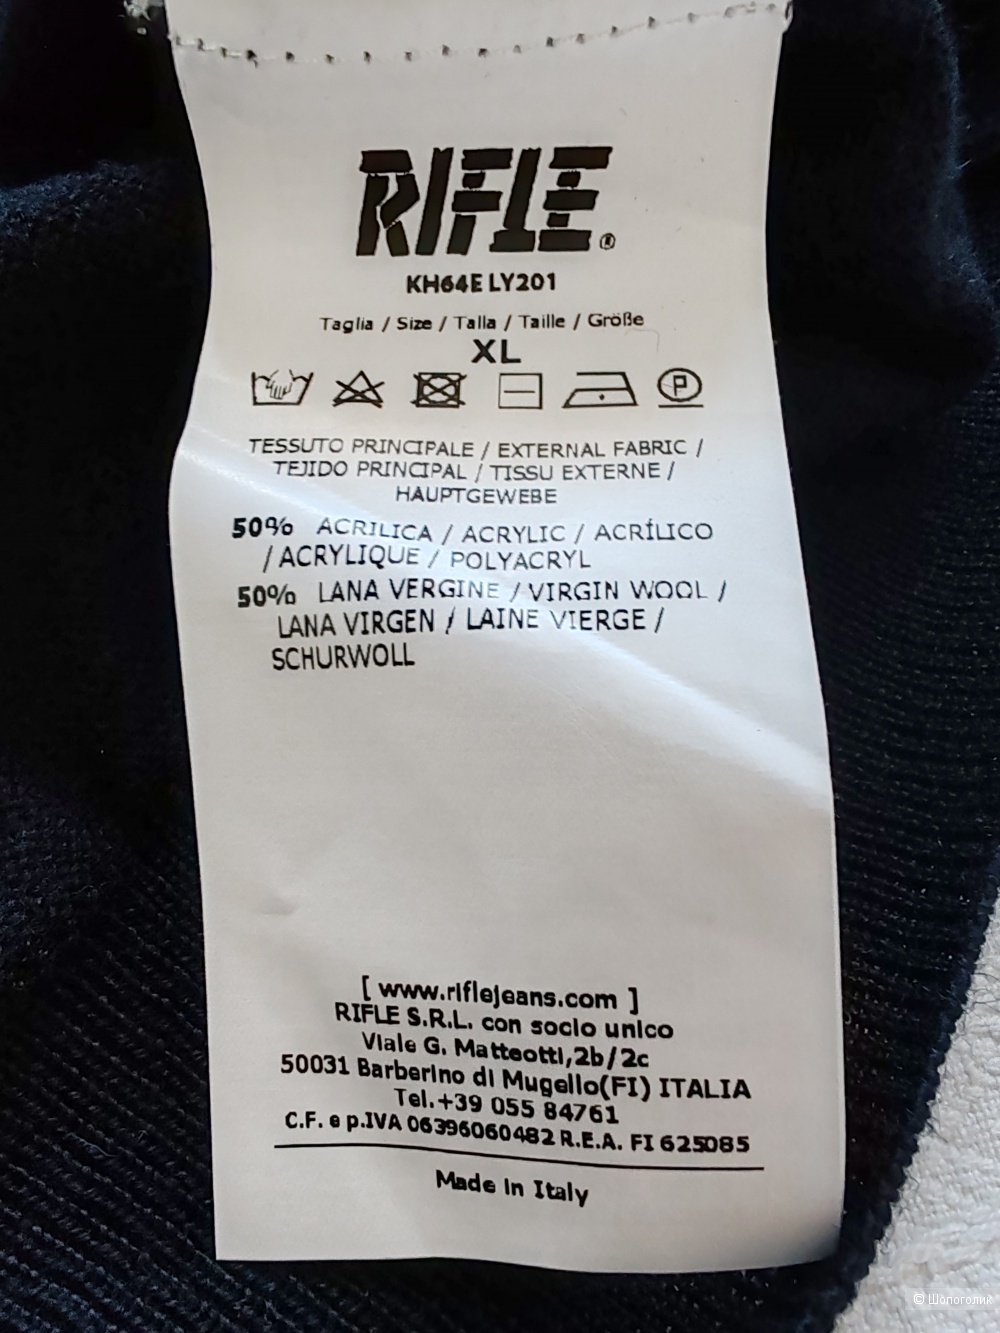 RIFLE®
KH64E LY201
Taglia / Size / Talla / Taille / Größe
XL
P
TESSUTO PRINCIPALE / EXTERNAL FABRIC /
TEJIDO PRINCIPAL / TISSU EXTERNE /
HAUPTGEWEBE
50% ACRILICA / ACRYLIC / ACRÍLICO
/ ACRYLIQUE / POLYACRYL
50% LANA VERGINE / VIRGIN WOOL /
LANA VIRGEN / LAINE VIERGE /
SCHURWOLL
[ www.riflejeans.com ]
RIFLE S.R.L. con socio unico
Viale G. Matteotti,2b/2c
50031 Barberino di Mugello(FI) ITALIA
Tel.+39 055 84761
C.F. e p.IVA 06396060482 R.E.A. FI 625085
Made in Italy
© Шопоголик